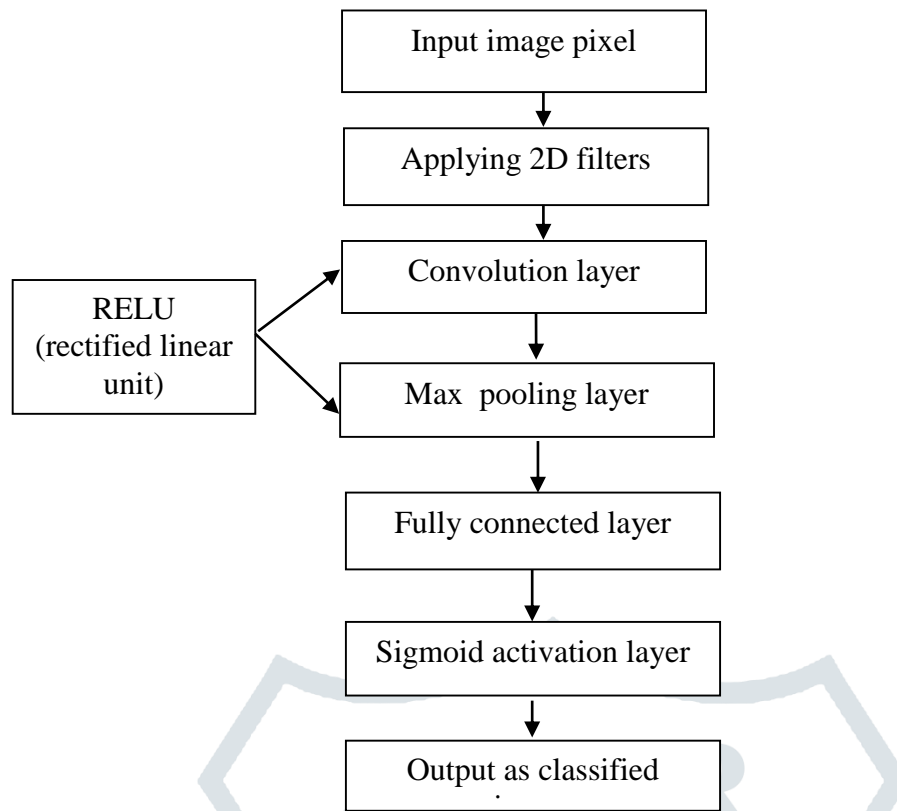 Input image pixel
Applying 2D filters
Convolution layer
RELU
(rectified linear
unit)
Max pooling layer
Fully connected layer
Sigmoid activation layer
Output as classified